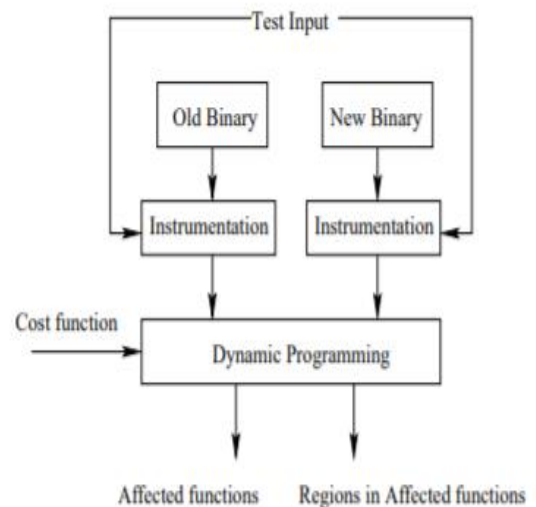 Test Input
Old Binary
New Binary
Instrumentation
Instrumentation
Cost function
Dynamic Programming
Affected functions
Regions in Affected functions